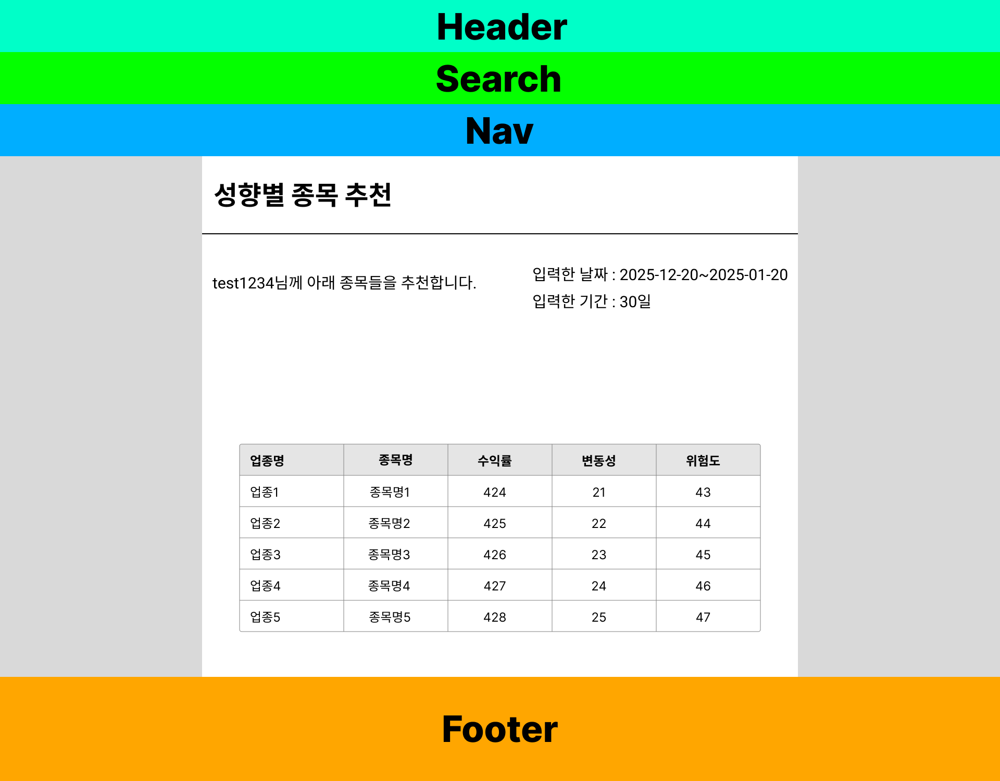 Header
Search
Nav
성향별 종목 추천
test1234님께 아래 종목들을 추천합니다.
입력한 날짜 : 2025-12-20~2025-01-20
입력한 기간 : 30일
업종명 종목명 수익률 변동성 위험도
업종1 종목명1 424 21 43
업종2 종목명2 425 22 44
업종3 종목명3 426 23 45
업종4 종목명4 427 24 46
업종5 종목명5 428 25 47
Footer